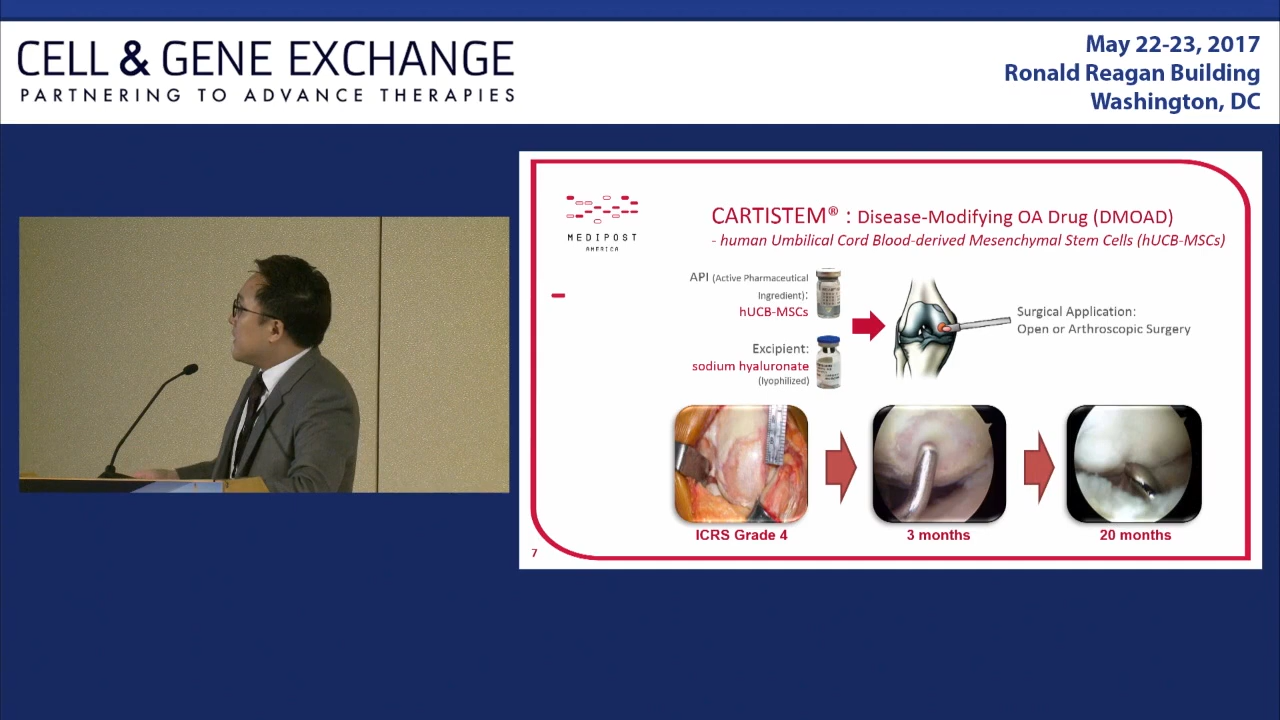 CELL & GENE EXCHANGE
PARTNERING TO ADVANCE THERAPIES
May 22-23, 2017
Ronald Reagan Building
Washington, DC
MEDIPOST
AMERICA
CARTISTEM® : Disease-Modifying OA Drug (DMOAD)
- human Umbilical Cord Blood-derived Mesenchymal Stem Cells (hUCB-MSCs)
API (Active Pharmaceutical
Ingredient):
hUCB-MSCs
Excipient:
sodium hyaluronate
(lyophilized)
Surgical Application:
Open or Arthroscopic Surgery
ICRS Grade 4
3 months
20 months
7